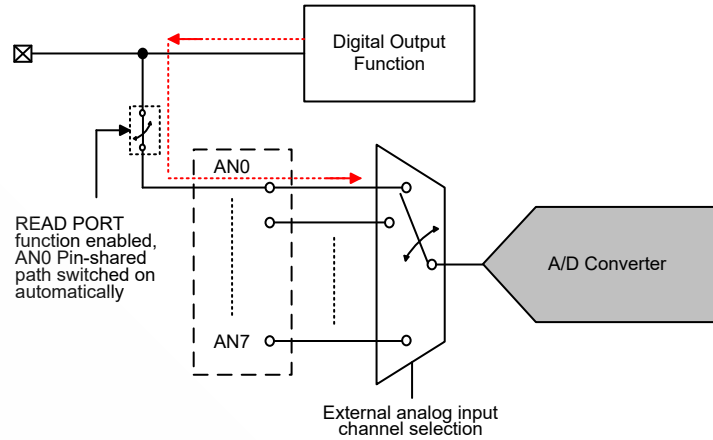 Digital Output
Function
AN0
READ PORT
function enabled,
AN0 Pin-shared
path switched on
automatically
A/D Converter
AN7
External analog input
channel selection